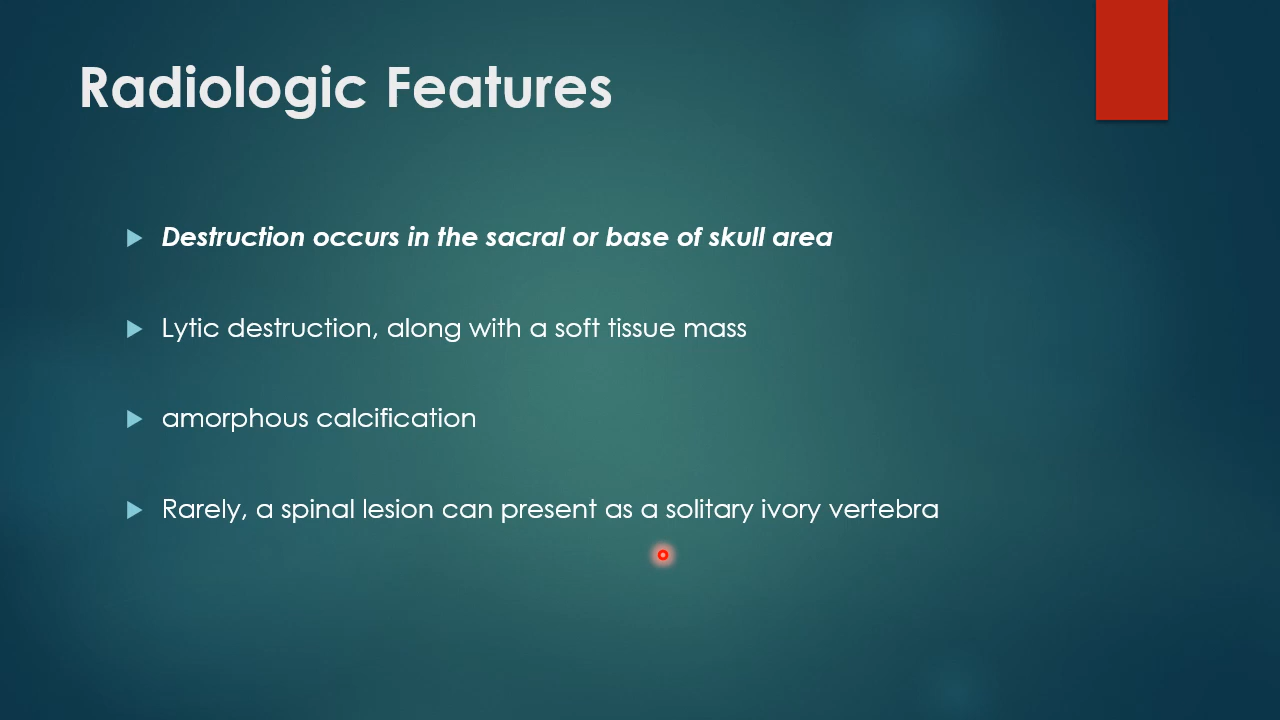 Radiologic Features
Destruction occurs in the sacral or base of skull area
Lytic destruction, along with a soft tissue mass
amorphous calcification
Rarely, a spinal lesion can present as a solitary ivory vertebra